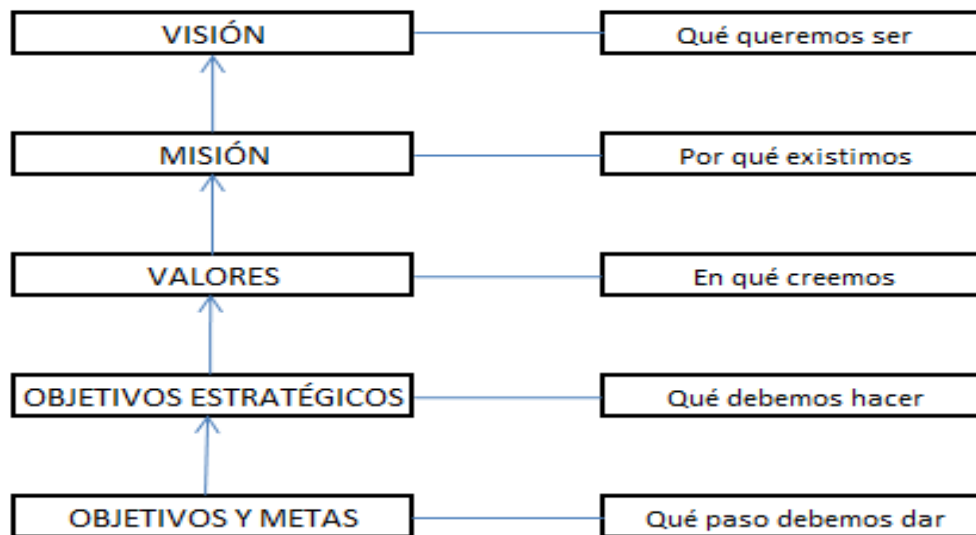 VISIÓN
Qué queremos ser
MISIÓN
Por qué existimos
VALORES
En qué creemos
OBJETIVOS ESTRATÉGICOS
Qué debemos hacer
OBJETIVOS Y METAS
Qué paso debemos dar